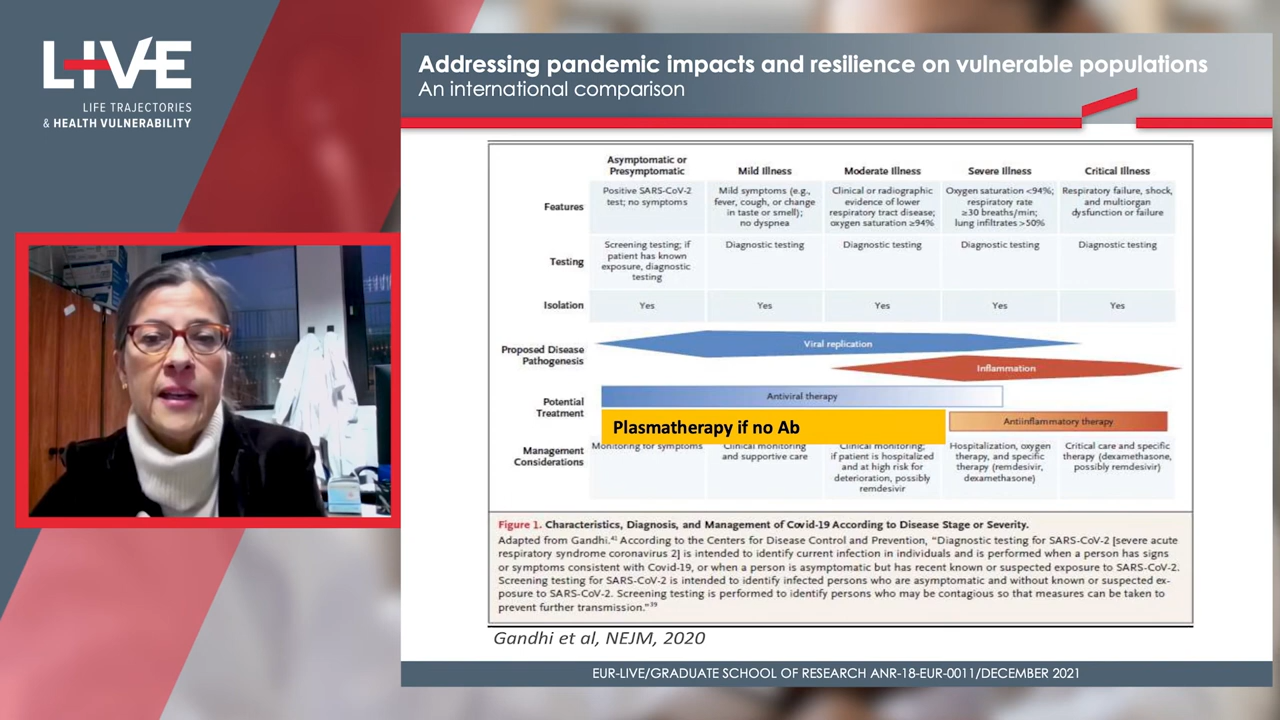 LIVE
LIFE TRAJECTORIES
& HEALTH VULNERABILITY
Addressing pandemic impacts and resilience on vulnerable populations
An international comparison
Asymptomatic or
Presymptomatic
Mild Illness
Moderate Illness
Severe Illness
Critical Illness
Features
Positive SARS-CoV-2
test; no symptoms
Mild symptoms (e.g.,
fever, cough, or change
in taste or smell);
no dyspnea
Clinical or radiographic
evidence of lower
respiratory tract disease;
oxygen saturation ≥94%
Oxygen saturation <94%;
respiratory rate
≥30 breaths/min;
lung infiltrates >50%
Respiratory failure, shock,
and multiorgan
dysfunction or failure
Testing
Screening testing; if
patient has known
exposure, diagnostic
testing
Diagnostic testing
Diagnostic testing
Diagnostic testing
Diagnostic testing
Isolation
Yes
Yes
Yes
Yes
Yes
Proposed Disease
Pathogenesis
Viral replication
Inflammation
Potential
Treatment
Antiviral therapy
Plasmatherapy if no Ab
Antiinflammatory therapy
Management
Considerations
Monitoring for symptoms
Clinical monitoring
and supportive care
Clinical monitoring;
if patient is hospitalized
and at high risk for
deterioration, possibly
remdesivir
Hospitalization, oxygen
therapy, and specific
therapy (remdesivir,
dexamethasone)
Critical care and specific
therapy (dexamethasone,
possibly remdesivir)
Figure 1. Characteristics, Diagnosis, and Management of Covid-19 According to Disease Stage or Severity.
Adapted from Gandhi.⁴¹ According to the Centers for Disease Control and Prevention, “Diagnostic testing for SARS-CoV-2 [severe acute
respiratory syndrome coronavirus 2] is intended to identify current infection in individuals and is performed when a person has signs
or symptoms consistent with Covid-19, or when a person is asymptomatic but has recent known or suspected exposure to SARS-CoV-2.
Screening testing for SARS-CoV-2 is intended to identify infected persons who are asymptomatic and without known or suspected ex-
posure to SARS-CoV-2. Screening testing is performed to identify persons who may be contagious so that measures can be taken to
prevent further transmission.”³⁹
Gandhi et al, NEJM, 2020
EUR-LIVE/GRADUATE SCHOOL OF RESEARCH ANR-18-EUR-0011/DECEMBER 2021